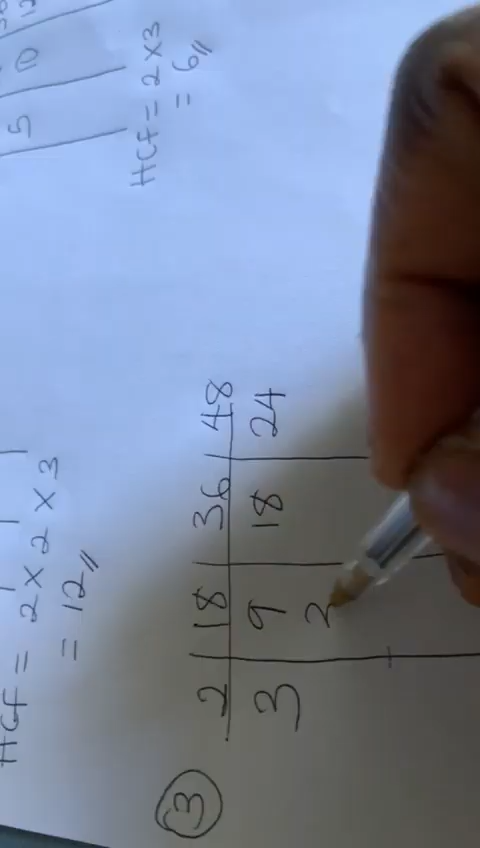 HCF = 2 x 2 x 3
= 12//
5 10
HCF = 2 x 3
= 6//
3
2 18 36 48
3 9 18 24